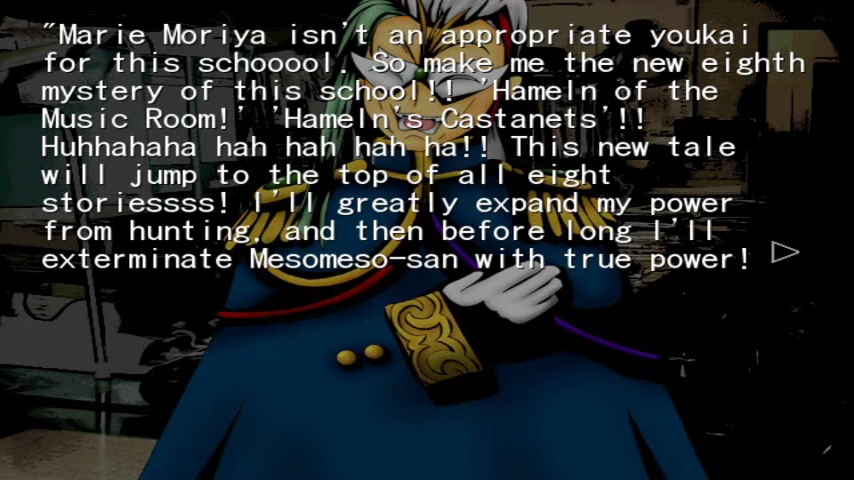 "Marie Moriya isn't an appropriate youkai
for this schooool. So make me the new eighth
mystery of this school!! 'Hameln of the
Music Room!' 'Hameln's Castanets'!!
Huhhahaha hah hah hah ha!! This new tale
will jump to the top of all eight
storiessss! I'll greatly expand my power
from hunting, and then before long I'll
exterminate Mesomeso-san with true power!